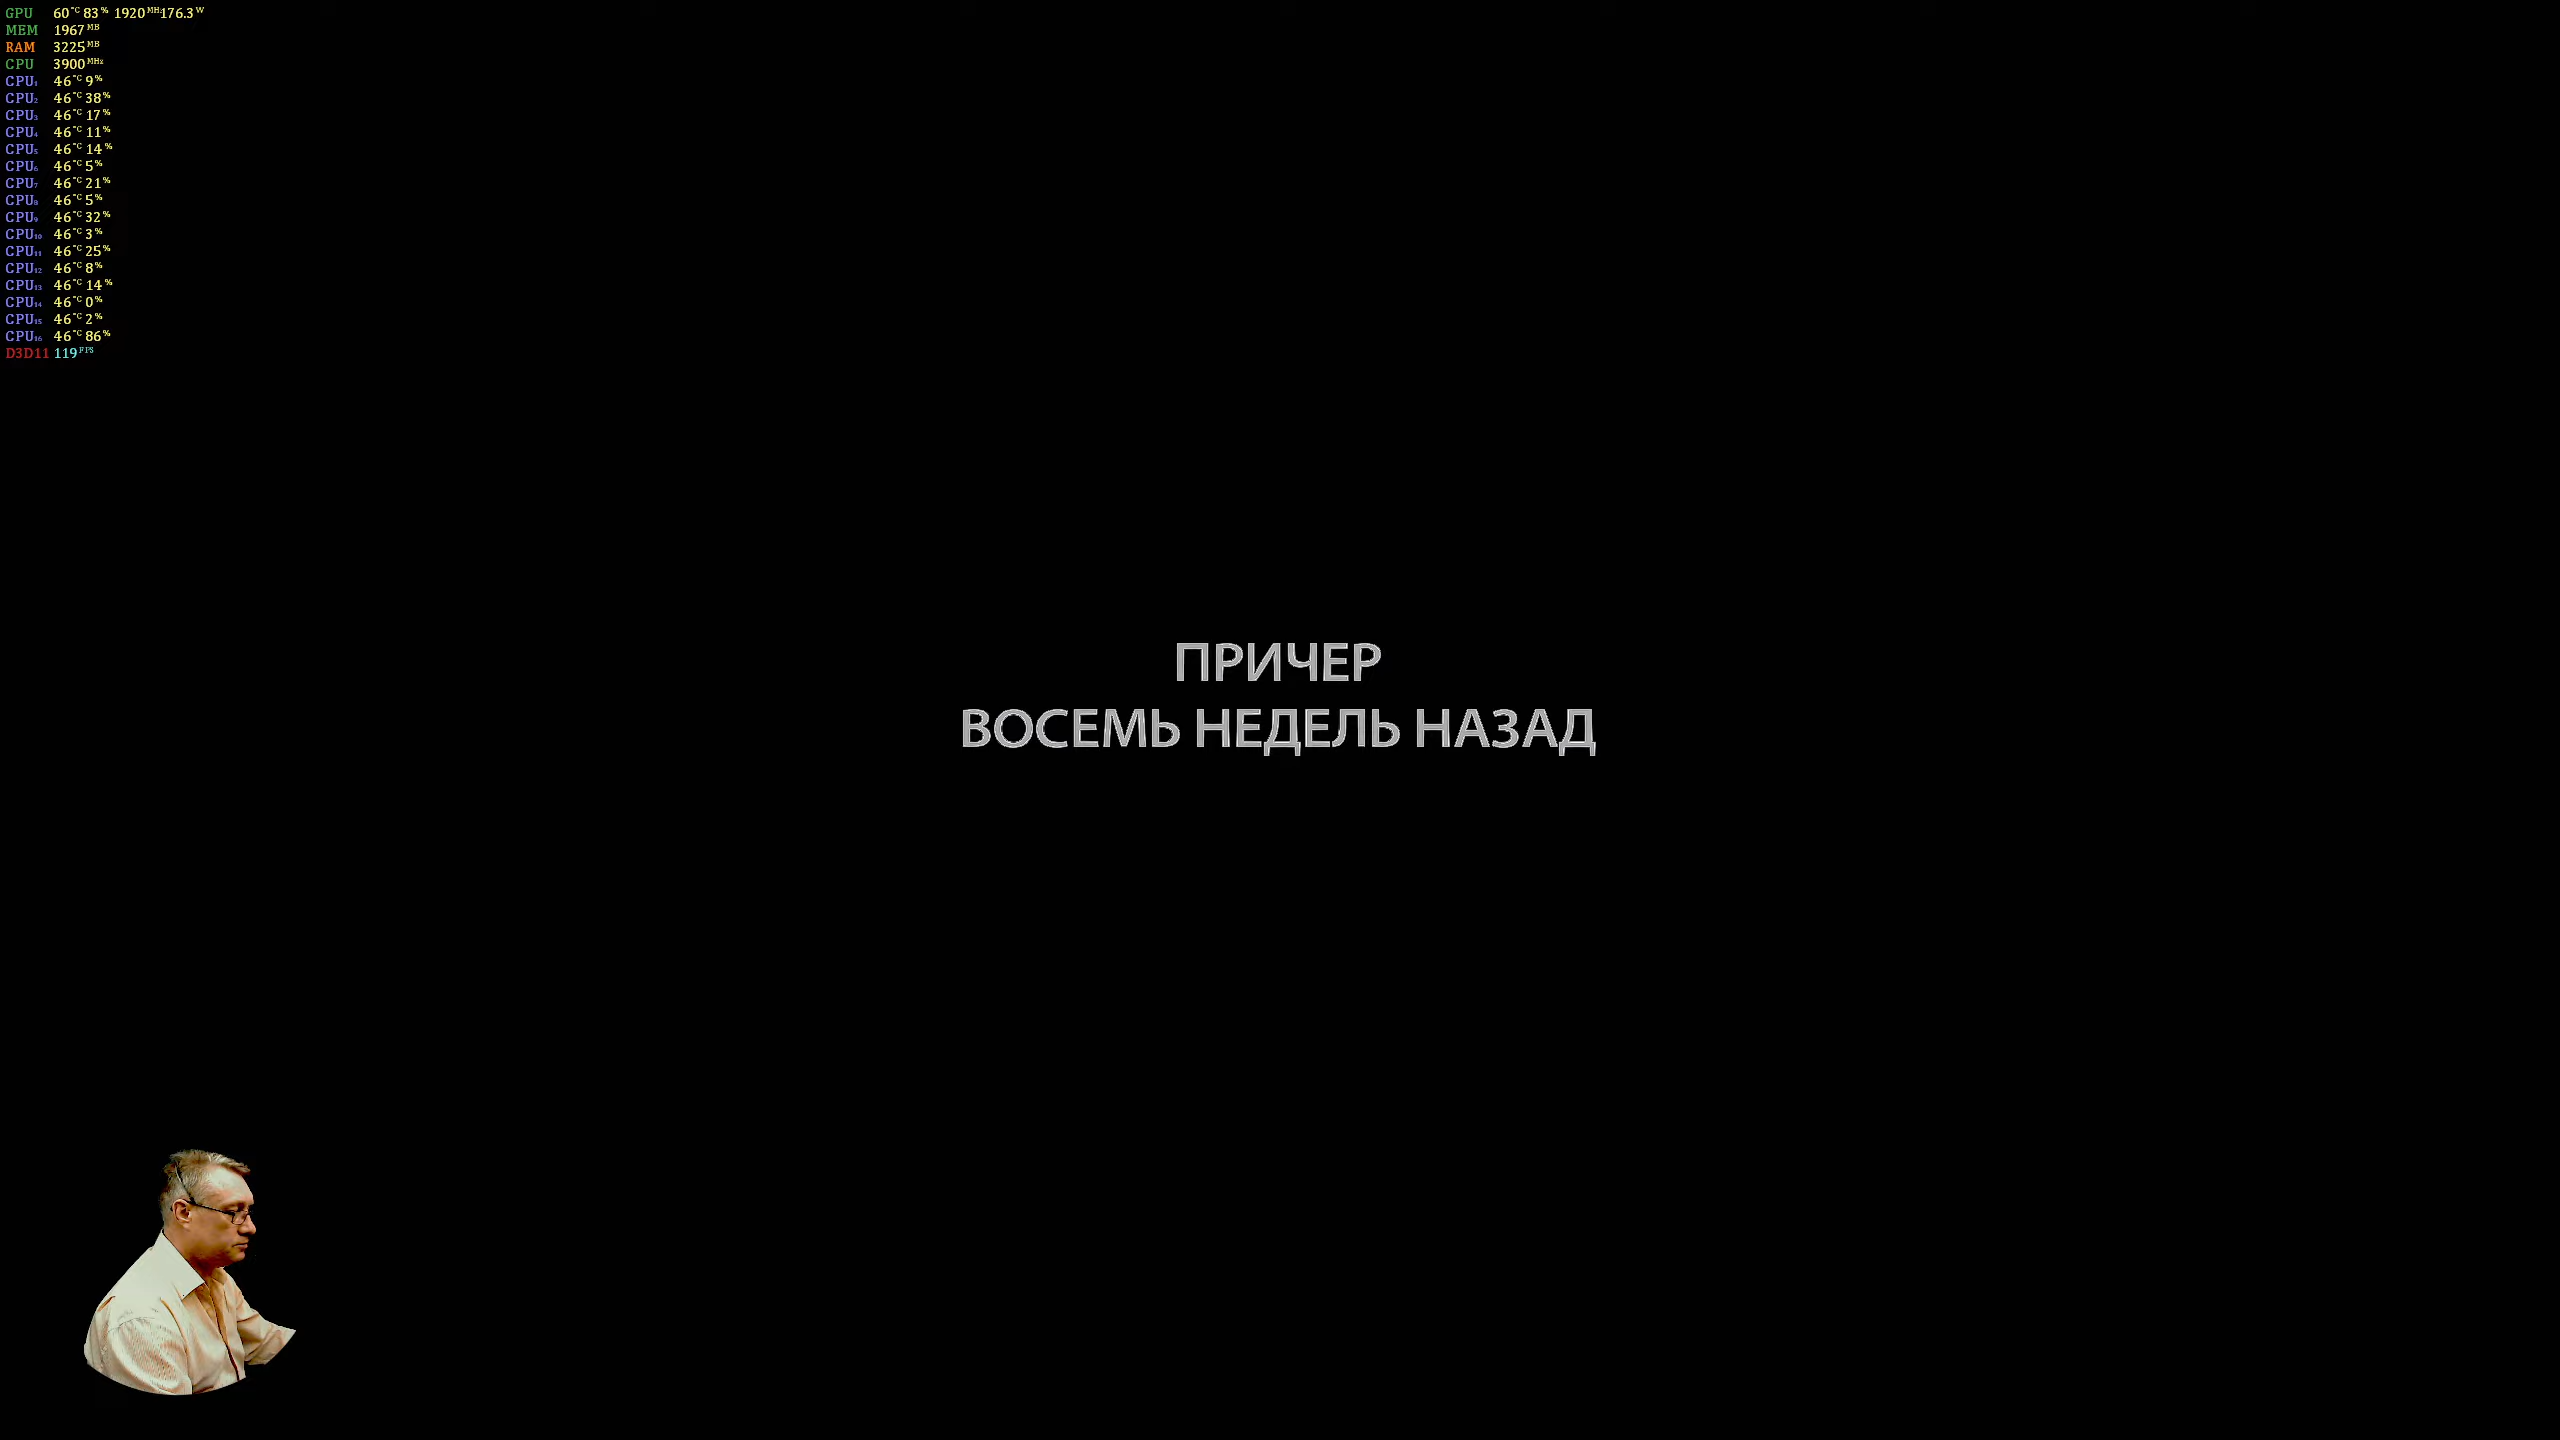 GPU 60°C 83% 1920MHz 176.3W
MEM 1967MB
RAM 3225MB
CPU 3900MHz
CPU1 46°C 9%
CPU2 46°C 38%
CPU3 46°C 17%
CPU4 46°C 11%
CPU5 46°C 14%
CPU6 46°C 5%
CPU7 46°C 21%
CPU8 46°C 5%
CPU9 46°C 32%
CPU10 46°C 3%
CPU11 46°C 25%
CPU12 46°C 8%
CPU13 46°C 14%
CPU14 46°C 0%
CPU15 46°C 2%
CPU16 46°C 86%
D3D11 119FPS
ПРИЧЕР
ВОСЕМЬ НЕДЕЛЬ НАЗАД